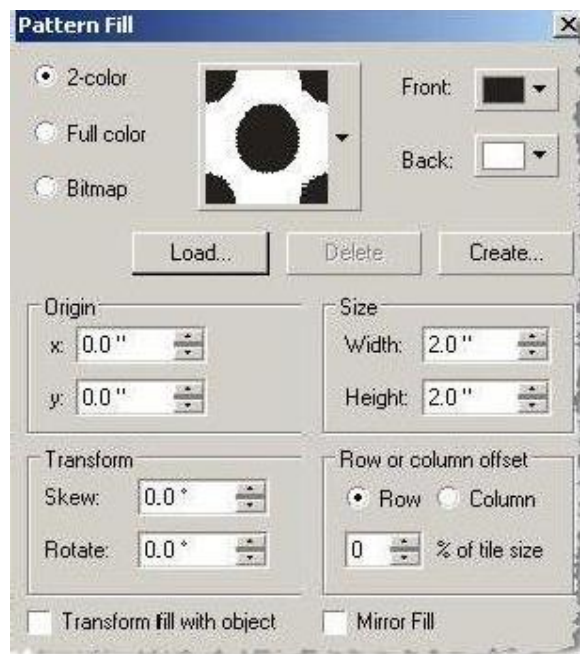 Pattern Fill
2-color
Full color
Bitmap
Front:
Back:
Load...
Delete
Create...
Origin
x: 0.0 "
y: 0.0 "
Size
Width: 2.0 "
Height: 2.0 "
Transform
Skew: 0.0 °
Rotate: 0.0 °
Row or column offset
Row
Column
0 % of tile size
Transform fill with object
Mirror Fill